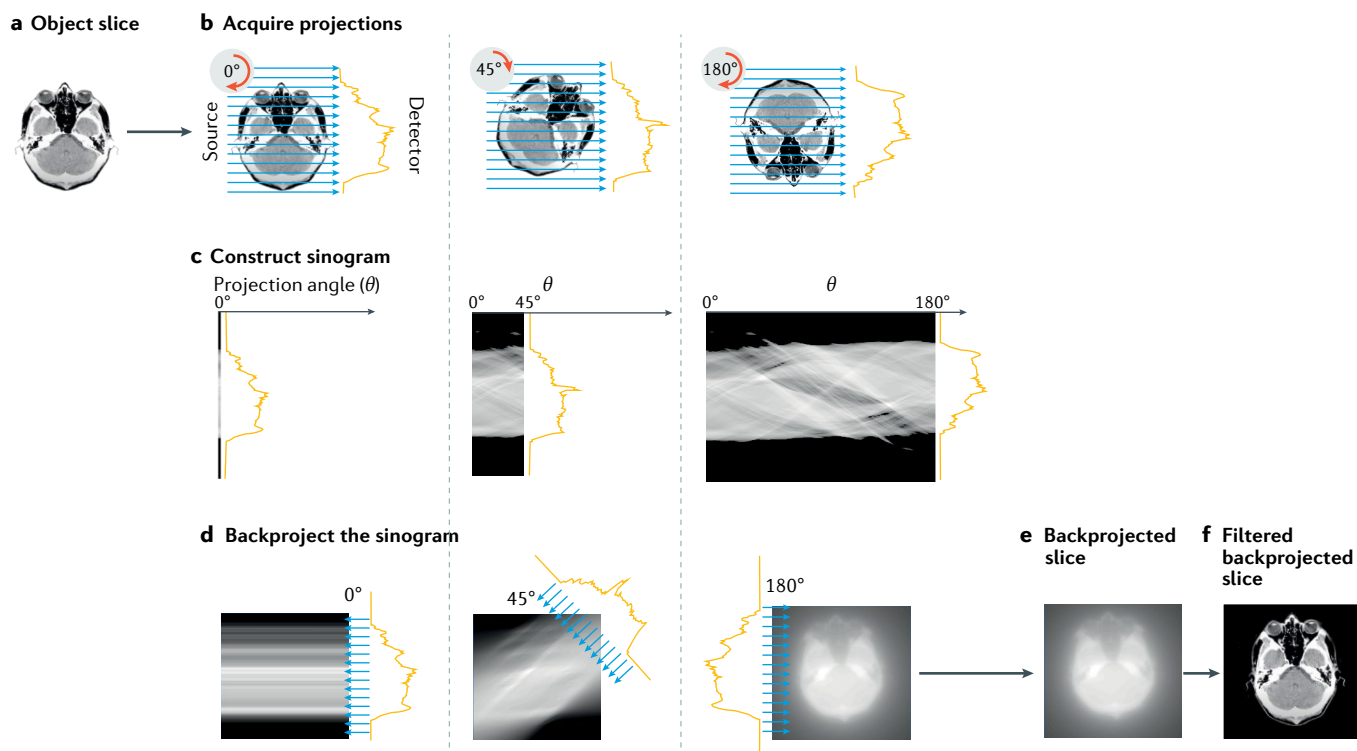 a Object slice
b Acquire projections
0°
Source
Detector
45°
180°
c Construct sinogram
Projection angle (θ)
0°
θ
0° 45°
θ
0° 180°
d Backproject the sinogram
0°
45°
180°
e Backprojected
slice
f Filtered
backprojected
slice